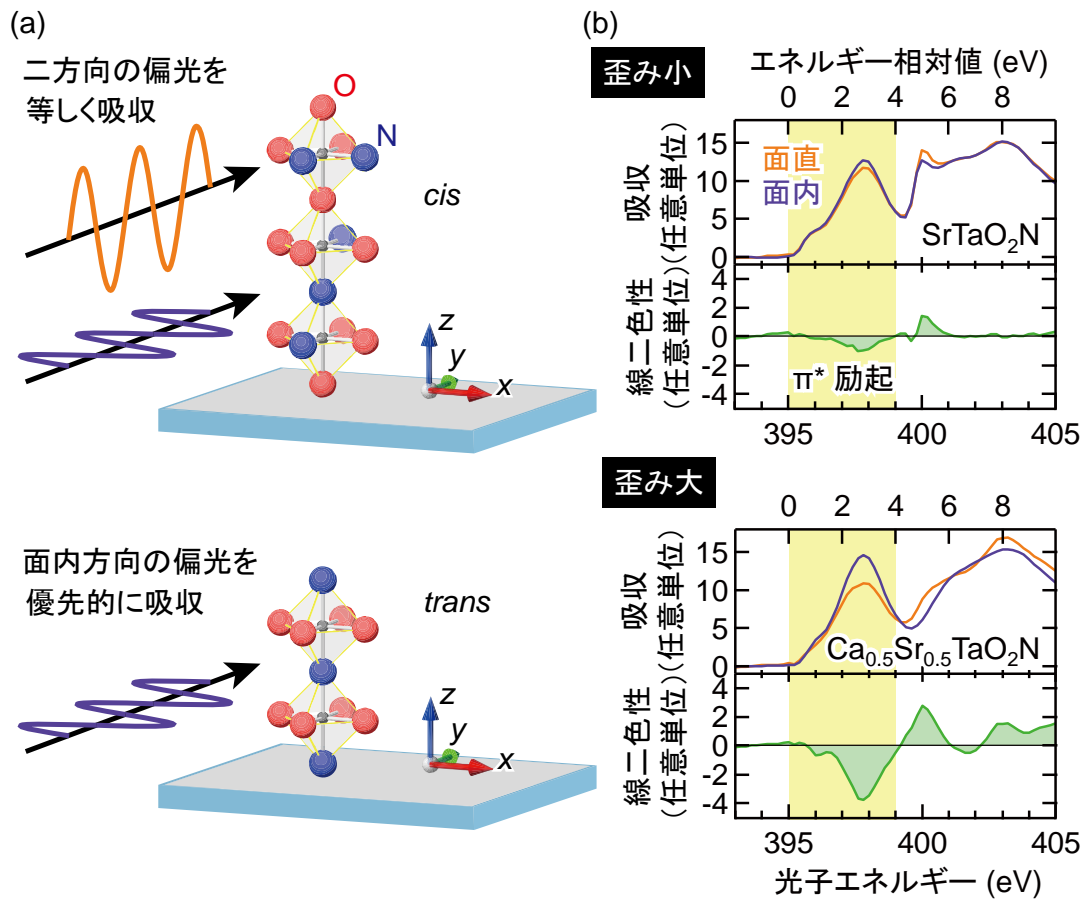 (a)
二方向の偏光を
等しく吸収
O
N
cis
z
y
x
面内方向の偏光を
優先的に吸収
trans
z
y
x
(b)
歪み小
エネルギー相対値 (eV)
0 2 4 6 8
15
10
5
0
吸収
(任意単位)
面直
面内
SrTaO₂N
4
2
0
-2
-4
線二色性
(任意単位)
π* 励起
395 400 405
歪み大
0 2 4 6 8
15
10
5
0
吸収
(任意単位)
Ca₀.₅Sr₀.₅TaO₂N
4
2
0
-2
-4
線二色性
(任意単位)
395 400 405
光子エネルギー (eV)